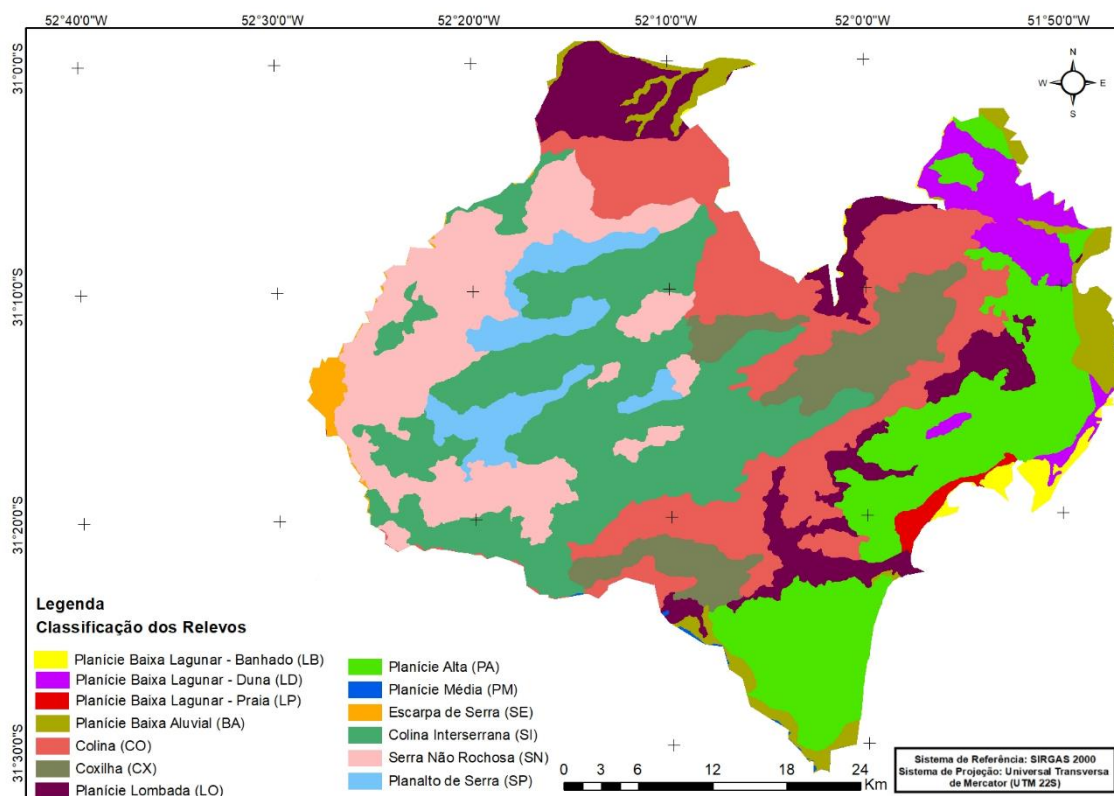 52°40'0"W 52°30'0"W 52°20'0"W 52°10'0"W 52°0'0"W 51°50'0"W
31°0'0"S
31°10'0"S
31°20'0"S
31°30'0"S
N
W E
S
Legenda
Classificação dos Relevos
Planície Baixa Lagunar - Banhado (LB)
Planície Baixa Lagunar - Duna (LD)
Planície Baixa Lagunar - Praia (LP)
Planície Baixa Aluvial (BA)
Colina (CO)
Coxilha (CX)
Planície Lombada (LO)
Planície Alta (PA)
Planície Média (PM)
Escarpa de Serra (SE)
Colina Interserrana (SI)
Serra Não Rochosa (SN)
Planalto de Serra (SP)
0 3 6 12 18 24
Km
Sistema de Referência: SIRGAS 2000
Sistema de Projeção: Universal Transversa
de Mercator (UTM 22S)